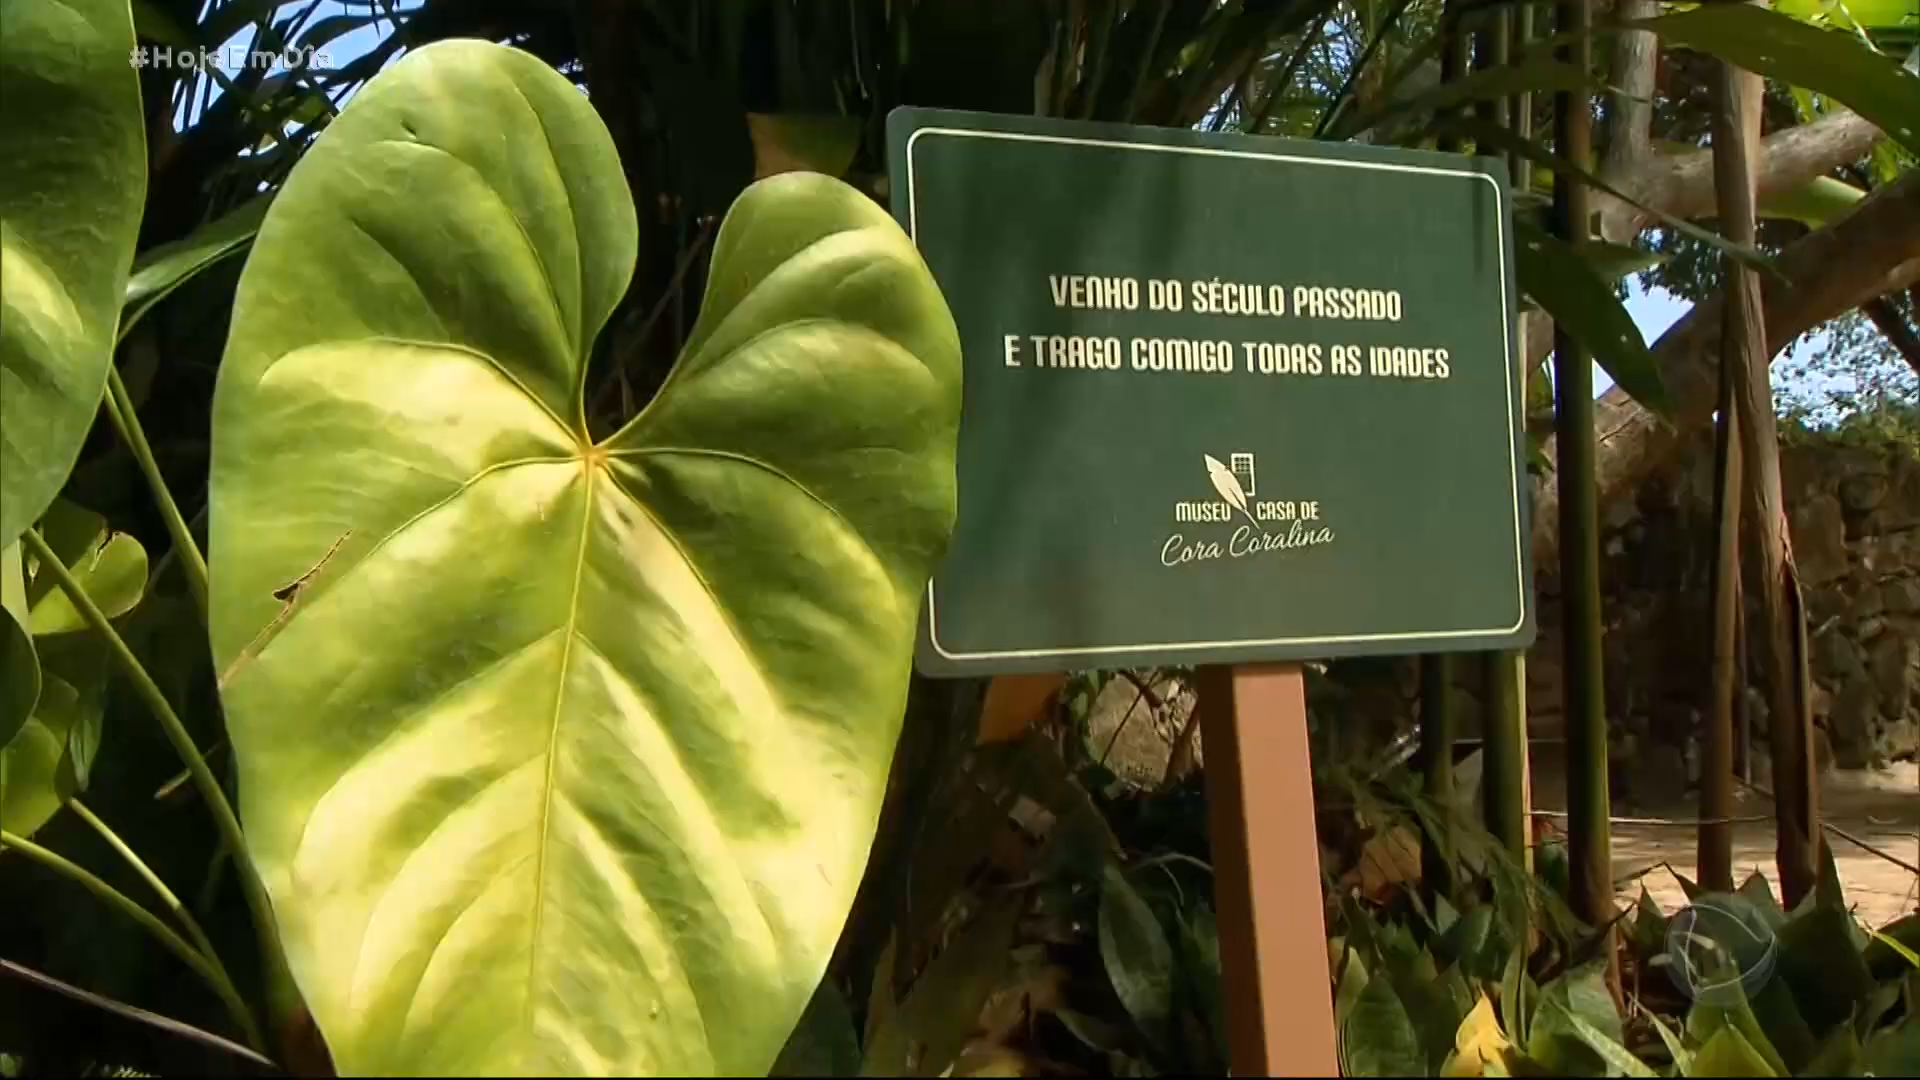 #HojeEmDia
VENHO DO SÉCULO PASSADO
E TRAGO COMIGO TODAS AS IDADES
MUSEU CASA DE
Cora Coralina